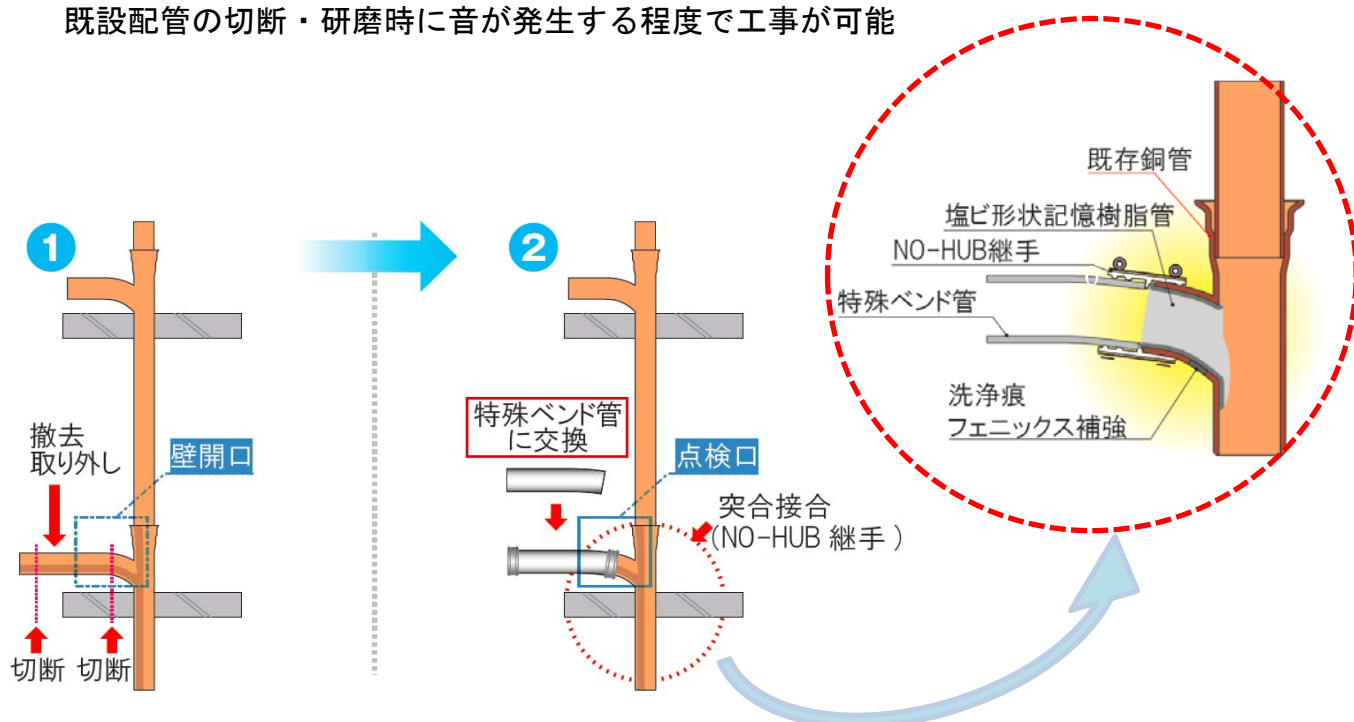 既設配管の切断・研磨時に音が発生する程度で工事が可能
1
撤去
取り外し
壁開口
切断
切断
2
特殊ベンド管
に交換
点検口
突合接合
(NO-HUB 継手)
既存銅管
塩ビ形状記憶樹脂管
NO-HUB継手
特殊ベンド管
洗浄痕
フェニックス補強